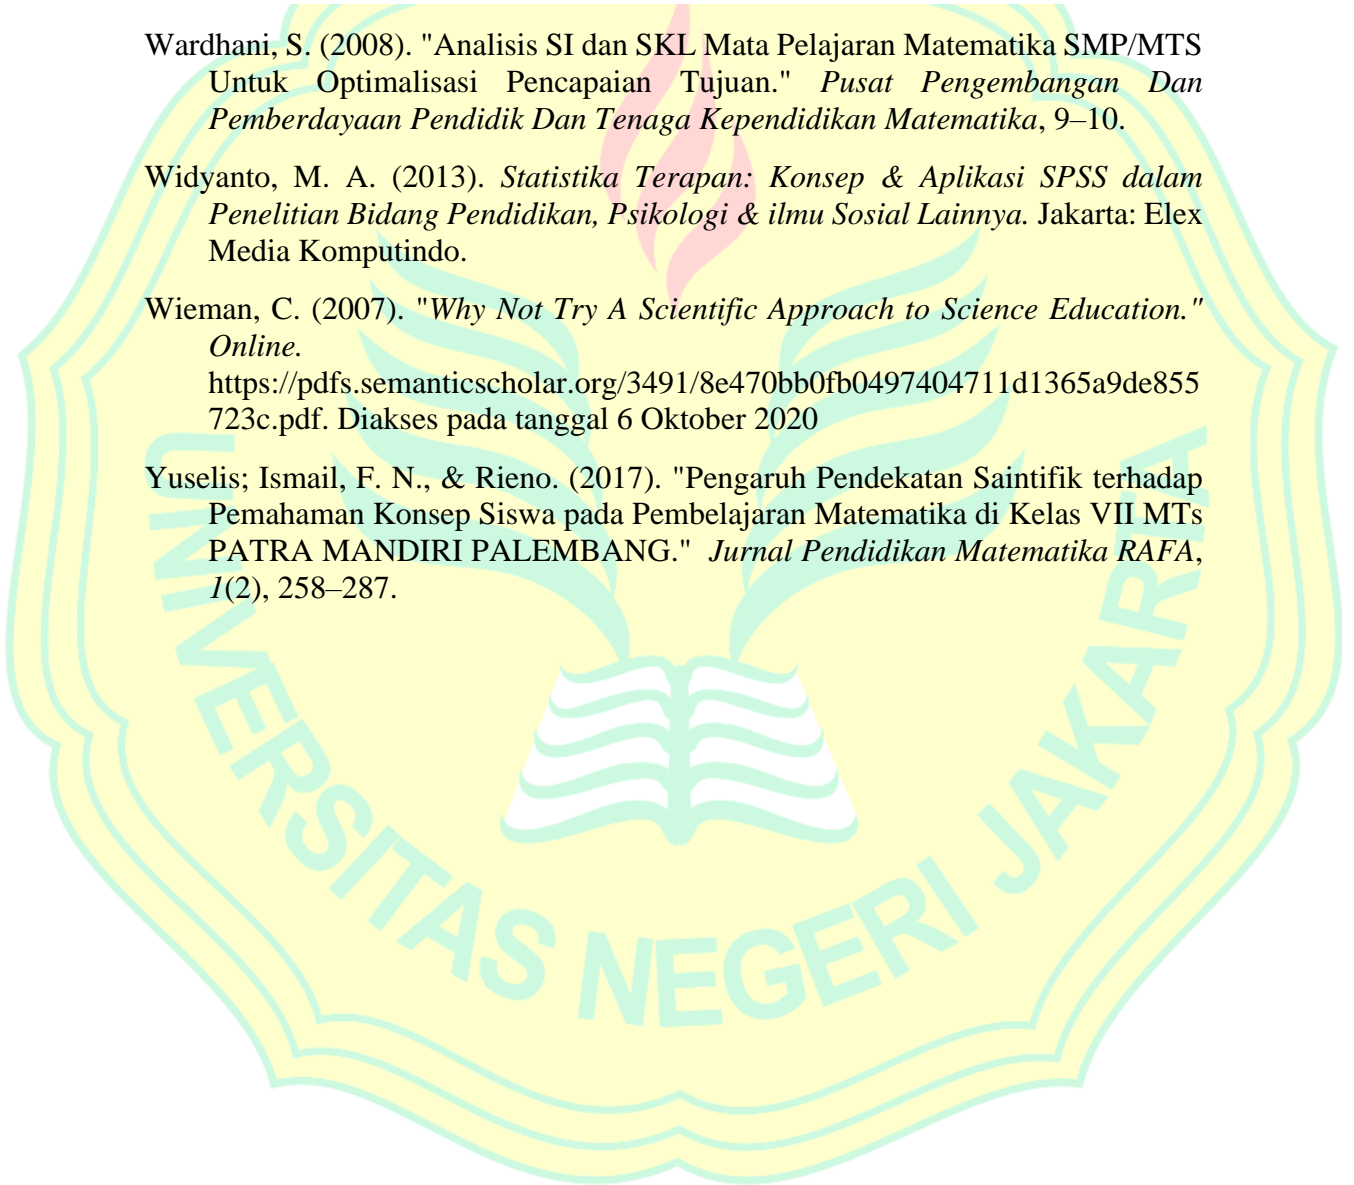 Wardhani, S. (2008). "Analisis SI dan SKL Mata Pelajaran Matematika SMP/MTS
Untuk Optimalisasi Pencapaian Tujuan." Pusat Pengembangan Dan
Pemberdayaan Pendidik Dan Tenaga Kependidikan Matematika, 9–10.
Widyanto, M. A. (2013). Statistika Terapan: Konsep & Aplikasi SPSS dalam
Penelitian Bidang Pendidikan, Psikologi & ilmu Sosial Lainnya. Jakarta: Elex
Media Komputindo.
Wieman, C. (2007). "Why Not Try A Scientific Approach to Science Education."
Online.
https://pdfs.semanticscholar.org/3491/8e470bb0fb0497404711d1365a9de855
723c.pdf. Diakses pada tanggal 6 Oktober 2020
Yuselis; Ismail, F. N., & Rieno. (2017). "Pengaruh Pendekatan Saintifik terhadap
Pemahaman Konsep Siswa pada Pembelajaran Matematika di Kelas VII MTs
PATRA MANDIRI PALEMBANG." Jurnal Pendidikan Matematika RAFA,
1(2), 258–287.
UNIVERSITAS NEGERI JAKARTA